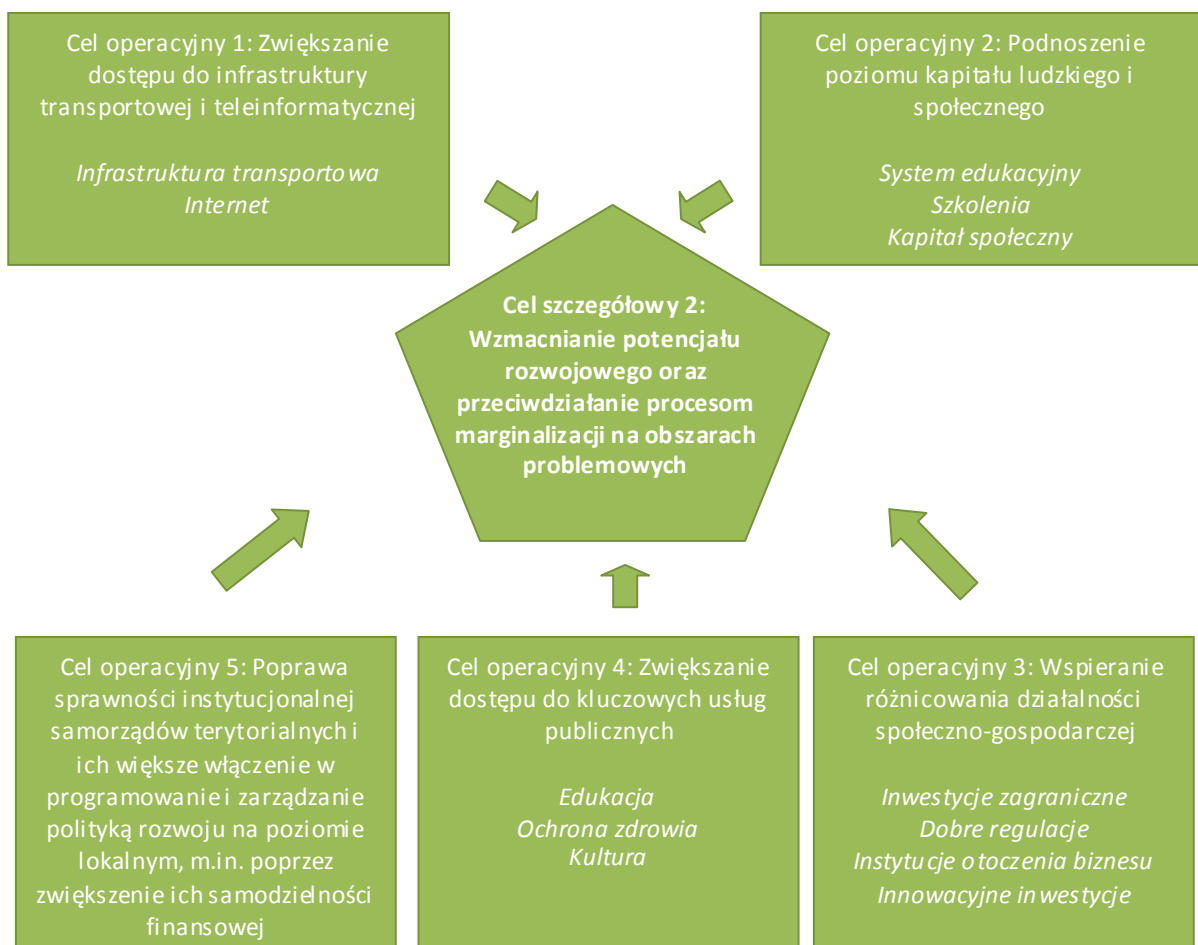 Cel operacyjny 1: Zwiększanie
dostępu do infrastruktury
transportowej i teleinformatycznej
Infrastruktura transportowa
Internet
Cel operacyjny 2: Podnoszenie
poziomu kapitału ludzkiego i
społecznego
System edukacyjny
Szkolenia
Kapitał społeczny
Cel szczegółowy 2:
Wzmacnianie potencjału
rozwojowego oraz
przeciwdziałanie procesom
marginalizacji na obszarach
problemowych
Cel operacyjny 5: Poprawa
sprawności instytucjonalnej
samorządów terytorialnych i
ich większe włączenie w
programowanie i zarządzanie
polityką rozwoju na poziomie
lokalnym, m.in. poprzez
zwiększenie ich samodzielności
finansowej
Cel operacyjny 4: Zwiększanie
dostępu do kluczowych usług
publicznych
Edukacja
Ochrona zdrowia
Kultura
Cel operacyjny 3: Wspieranie
różnicowania działalności
społeczno-gospodarczej
Inwestycje zagraniczne
Dobre regulacje
Instytucje otoczenia biznesu
Innowacyjne inwestycje